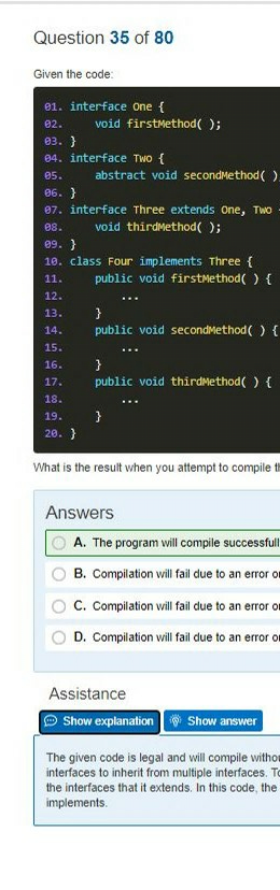 Question 35 of 80
Given the code:
01. interface One {
02. void firstMethod( );
03. }
04. interface Two {
05. abstract void secondMethod( )
06. }
07. interface Three extends One, Two
08. void thirdMethod( );
09. }
10. class Four implements Three {
11. public void firstMethod( ) {
12. ...
13. }
14. public void secondMethod( ) {
15. ...
16. }
17. public void thirdMethod( ) {
18. ...
19. }
20. }
What is the result when you attempt to compile
Answers
A. The program will compile
B. Compilation will fail due to an error
C. Compilation will fail due to an error
D. Compilation will fail due to an error
Assistance
Show explanation Show answer
The given code is legal and will compile
interfaces to inherit from multiple interfaces.
the interfaces that it extends. In this code, the
implements.